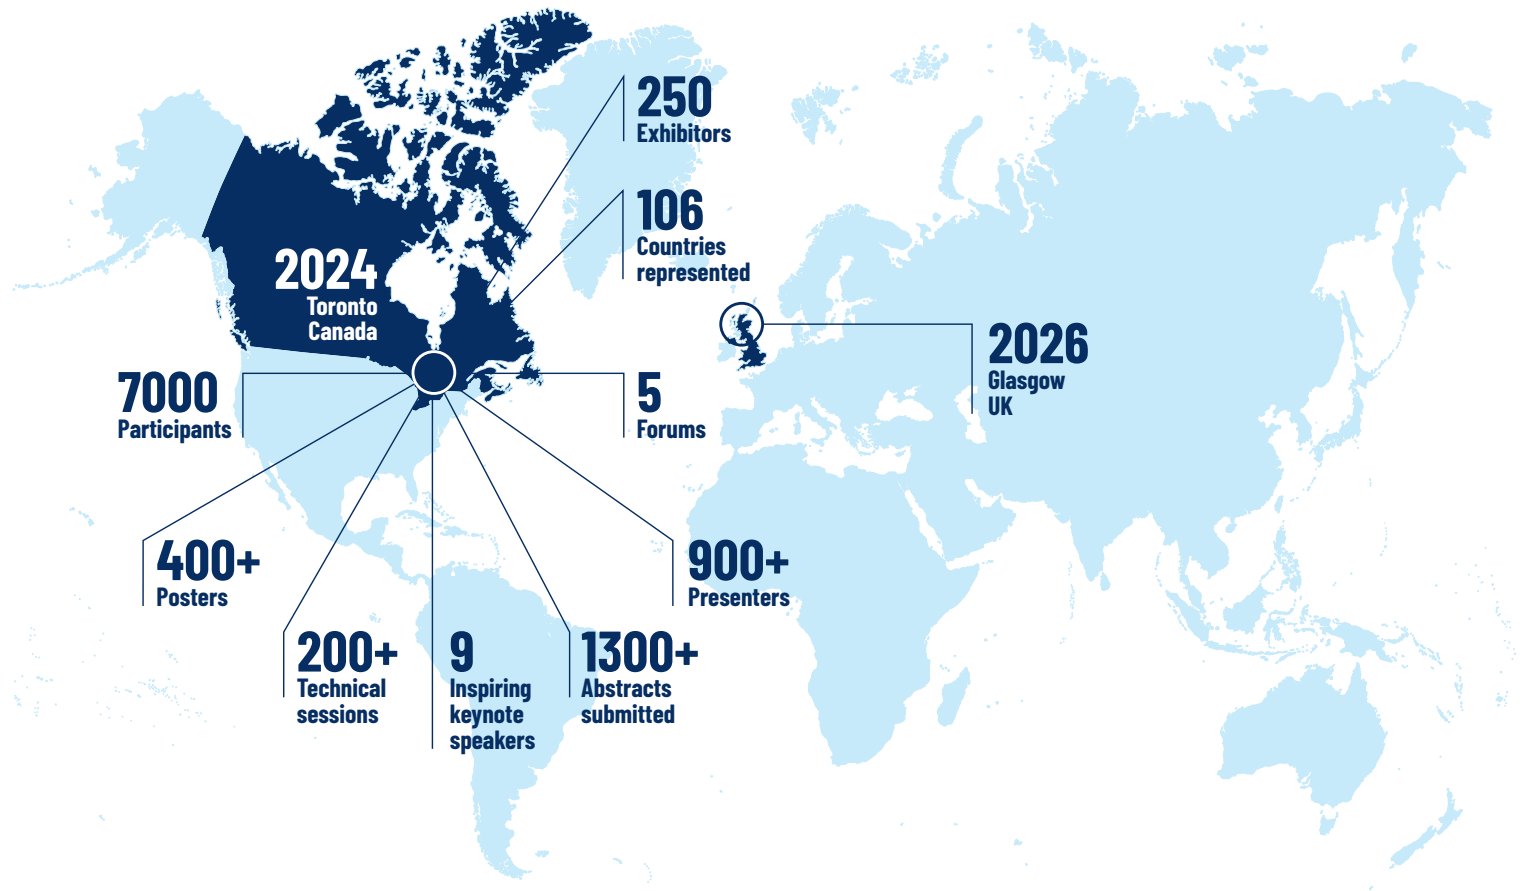 250
Exhibitors
106
Countries
represented
2024
Toronto
Canada
2026
Glasgow
UK
7000
Participants
5
Forums
400+
Posters
900+
Presenters
200+
Technical
sessions
9
Inspiring
keynote
speakers
1300+
Abstracts
submitted